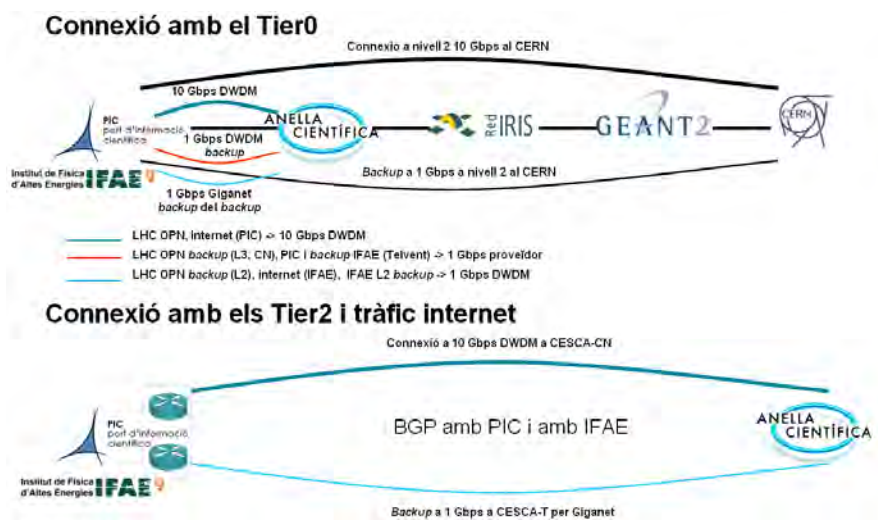 Connexió amb el Tier0
Connexio a nivell 2 10 Gbps al CERN
10 Gbps DWDM
PIC
port d'informació
científica
1 Gbps DWDM
backup
ANELLA
CIENTÍFICA
Red IRIS
GEANT2
CERN
Institut de Física
d'Altes Energies IFAE
1 Gbps Giganet
backup del backup
Backup a 1 Gbps a nivell 2 al CERN
LHC OPN, internet (PIC) -> 10 Gbps DWDM
LHC OPN backup (L3, CN), PIC i backup IFAE (Telvent) -> 1 Gbps proveïdor
LHC OPN backup (L2), internet (IFAE), IFAE L2 backup -> 1 Gbps DWDM
Connexió amb els Tier2 i tràfic internet
Connexió a 10 Gbps DWDM a CESCA-CN
PIC
port d'informació
científica
BGP amb PIC i amb IFAE
ANELLA
CIENTÍFICA
Institut de Física
d'Altes Energies IFAE
Backup a 1 Gbps a CESCA-T per Giganet